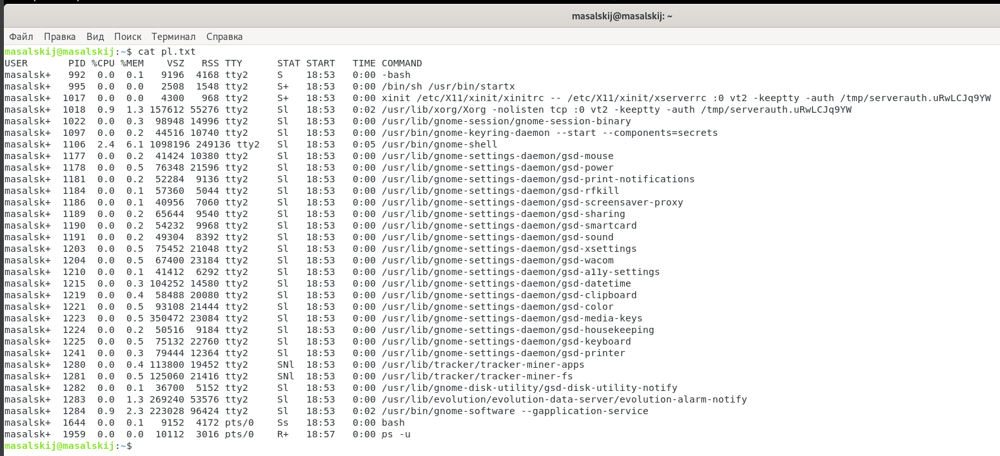 masalskij@masalskij: ~
Файл Правка Вид Поиск Терминал Справка
masalskij@masalskij:~$ cat pl.txt
USER       PID %CPU %MEM    VSZ   RSS TTY      STAT START   TIME COMMAND
masalsk+   992  0.0  0.1   9196  4168 tty2     S    18:53   0:00 -bash
masalsk+   995  0.0  0.0   2508  1548 tty2     S+   18:53   0:00 /bin/sh /usr/bin/startx
masalsk+  1017  0.0  0.0   4300   968 tty2     S+   18:53   0:00 xinit /etc/X11/xinit/xinitrc -- /etc/X11/xinit/xserverrc :0 vt2 -keeptty -auth /tmp/serverauth.uRwLCJq9YW
masalsk+  1018  0.9  1.3 157612 55276 tty2     Sl   18:53   0:02 /usr/lib/xorg/Xorg -nolisten tcp :0 vt2 -keeptty -auth /tmp/serverauth.uRwLCJq9YW
masalsk+  1022  0.0  0.3  98948 14996 tty2     Sl   18:53   0:00 /usr/lib/gnome-session/gnome-session-binary
masalsk+  1097  0.0  0.2  44516 10740 tty2     Sl   18:53   0:00 /usr/bin/gnome-keyring-daemon --start --components=secrets
masalsk+  1106  2.4  6.1 1098196 249136 tty2   Sl   18:53   0:05 /usr/bin/gnome-shell
masalsk+  1177  0.0  0.2  41424 10380 tty2     Sl   18:53   0:00 /usr/lib/gnome-settings-daemon/gsd-mouse
masalsk+  1178  0.0  0.5  76348 21596 tty2     Sl   18:53   0:00 /usr/lib/gnome-settings-daemon/gsd-power
masalsk+  1181  0.0  0.2  52284  9136 tty2     Sl   18:53   0:00 /usr/lib/gnome-settings-daemon/gsd-print-notifications
masalsk+  1184  0.0  0.1  57360  5044 tty2     Sl   18:53   0:00 /usr/lib/gnome-settings-daemon/gsd-rfkill
masalsk+  1186  0.0  0.1  40956  7060 tty2     Sl   18:53   0:00 /usr/lib/gnome-settings-daemon/gsd-screensaver-proxy
masalsk+  1189  0.0  0.2  65644  9540 tty2     Sl   18:53   0:00 /usr/lib/gnome-settings-daemon/gsd-sharing
masalsk+  1190  0.0  0.2  54232  9968 tty2     Sl   18:53   0:00 /usr/lib/gnome-settings-daemon/gsd-smartcard
masalsk+  1191  0.0  0.2  49304  8392 tty2     Sl   18:53   0:00 /usr/lib/gnome-settings-daemon/gsd-sound
masalsk+  1203  0.0  0.5  75452 21048 tty2     Sl   18:53   0:00 /usr/lib/gnome-settings-daemon/gsd-xsettings
masalsk+  1204  0.0  0.5  67400 23184 tty2     Sl   18:53   0:00 /usr/lib/gnome-settings-daemon/gsd-wacom
masalsk+  1210  0.0  0.1  41412  6292 tty2     Sl   18:53   0:00 /usr/lib/gnome-settings-daemon/gsd-a11y-settings
masalsk+  1215  0.0  0.3 104252 14580 tty2     Sl   18:53   0:00 /usr/lib/gnome-settings-daemon/gsd-datetime
masalsk+  1219  0.0  0.4  58488 20080 tty2     Sl   18:53   0:00 /usr/lib/gnome-settings-daemon/gsd-clipboard
masalsk+  1221  0.0  0.5  93108 21444 tty2     Sl   18:53   0:00 /usr/lib/gnome-settings-daemon/gsd-color
masalsk+  1223  0.0  0.5 350472 23084 tty2     Sl   18:53   0:00 /usr/lib/gnome-settings-daemon/gsd-media-keys
masalsk+  1224  0.0  0.2  50516  9184 tty2     Sl   18:53   0:00 /usr/lib/gnome-settings-daemon/gsd-housekeeping
masalsk+  1225  0.0  0.5  75132 22760 tty2     Sl   18:53   0:00 /usr/lib/gnome-settings-daemon/gsd-keyboard
masalsk+  1241  0.0  0.3  79444 12364 tty2     Sl   18:53   0:00 /usr/lib/gnome-settings-daemon/gsd-printer
masalsk+  1280  0.0  0.4 113800 19452 tty2     SNl  18:53   0:00 /usr/lib/tracker/tracker-miner-apps
masalsk+  1281  0.0  0.5 125060 21416 tty2     SNl  18:53   0:00 /usr/lib/tracker/tracker-miner-fs
masalsk+  1282  0.0  0.1  36700  5152 tty2     Sl   18:53   0:00 /usr/lib/gnome-disk-utility/gsd-disk-utility-notify
masalsk+  1283  0.0  1.3 269240 53576 tty2     Sl   18:53   0:00 /usr/lib/evolution/evolution-data-server/evolution-alarm-notify
masalsk+  1284  0.9  2.3 223028 96424 tty2     Sl   18:53   0:02 /usr/bin/gnome-software --gapplication-service
masalsk+  1644  0.0  0.1   9152  4172 pts/0    Ss   18:53   0:00 bash
masalsk+  1959  0.0  0.0  10112  3016 pts/0    R+   18:57   0:00 ps -u
masalskij@masalskij:~$